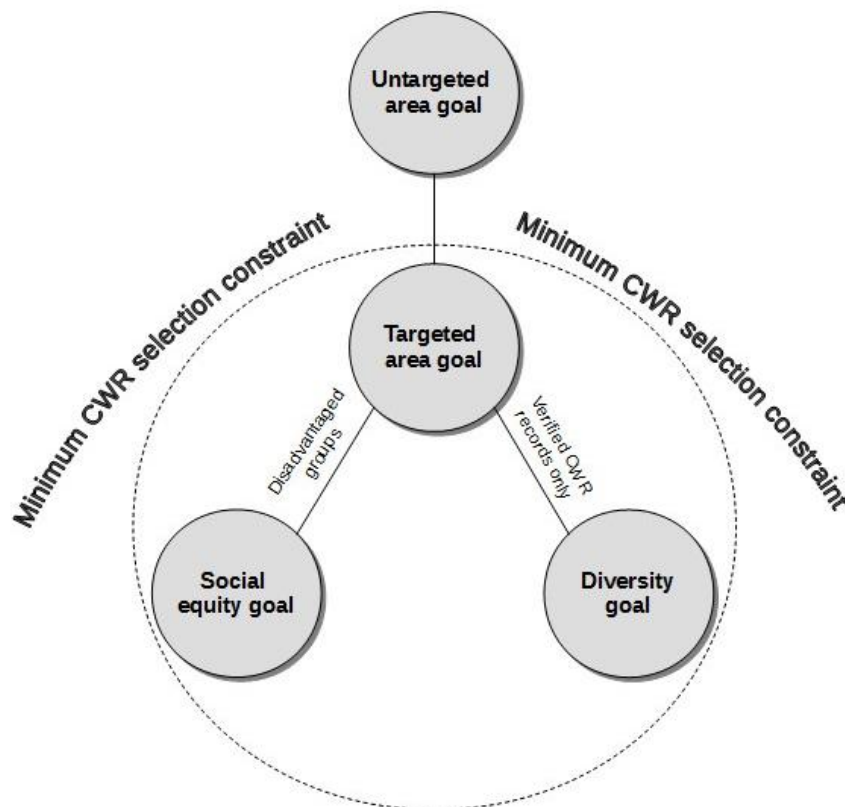 Untargeted
area goal
Minimum CWR selection constraint
Minimum CWR selection constraint
Targeted
area goal
Disadvantaged
groups
Verified CWR
records only
Social
equity goal
Diversity
goal